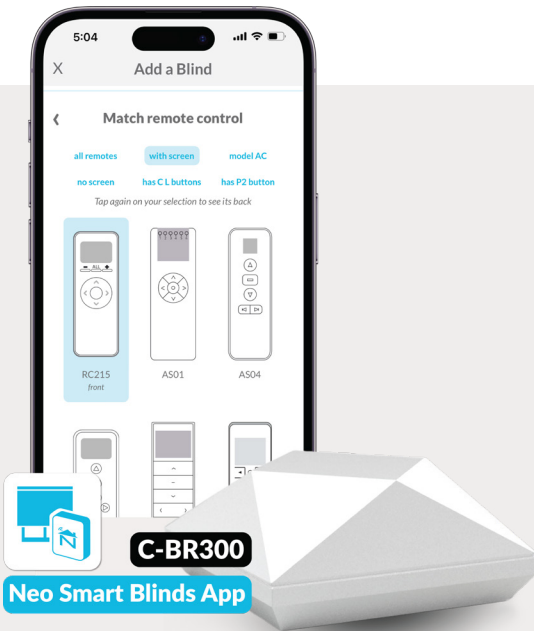 5:04
X Add a Blind
Match remote control
all remotes with screen model AC
no screen has C L buttons has P2 button
Tap again on your selection to see its back
ALL
RC215 AS01 AS04
front
N
C-BR300
Neo Smart Blinds App